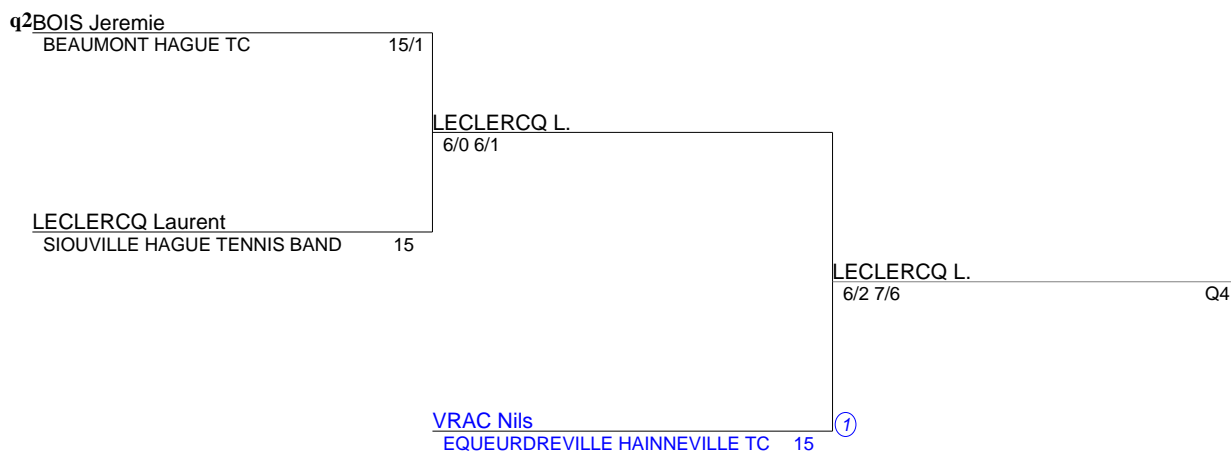 q2BOIS Jeremie
BEAUMONT HAGUE TC 15/1
LECLERCQ L.
6/0 6/1
LECLERCQ Laurent
SIOUVILLE HAGUE TENNIS BAND 15
LECLERCQ L.
6/2 7/6 Q4
VRAC Nils 1
EQUEURDREVILLE HAINNEVILLE TC 15